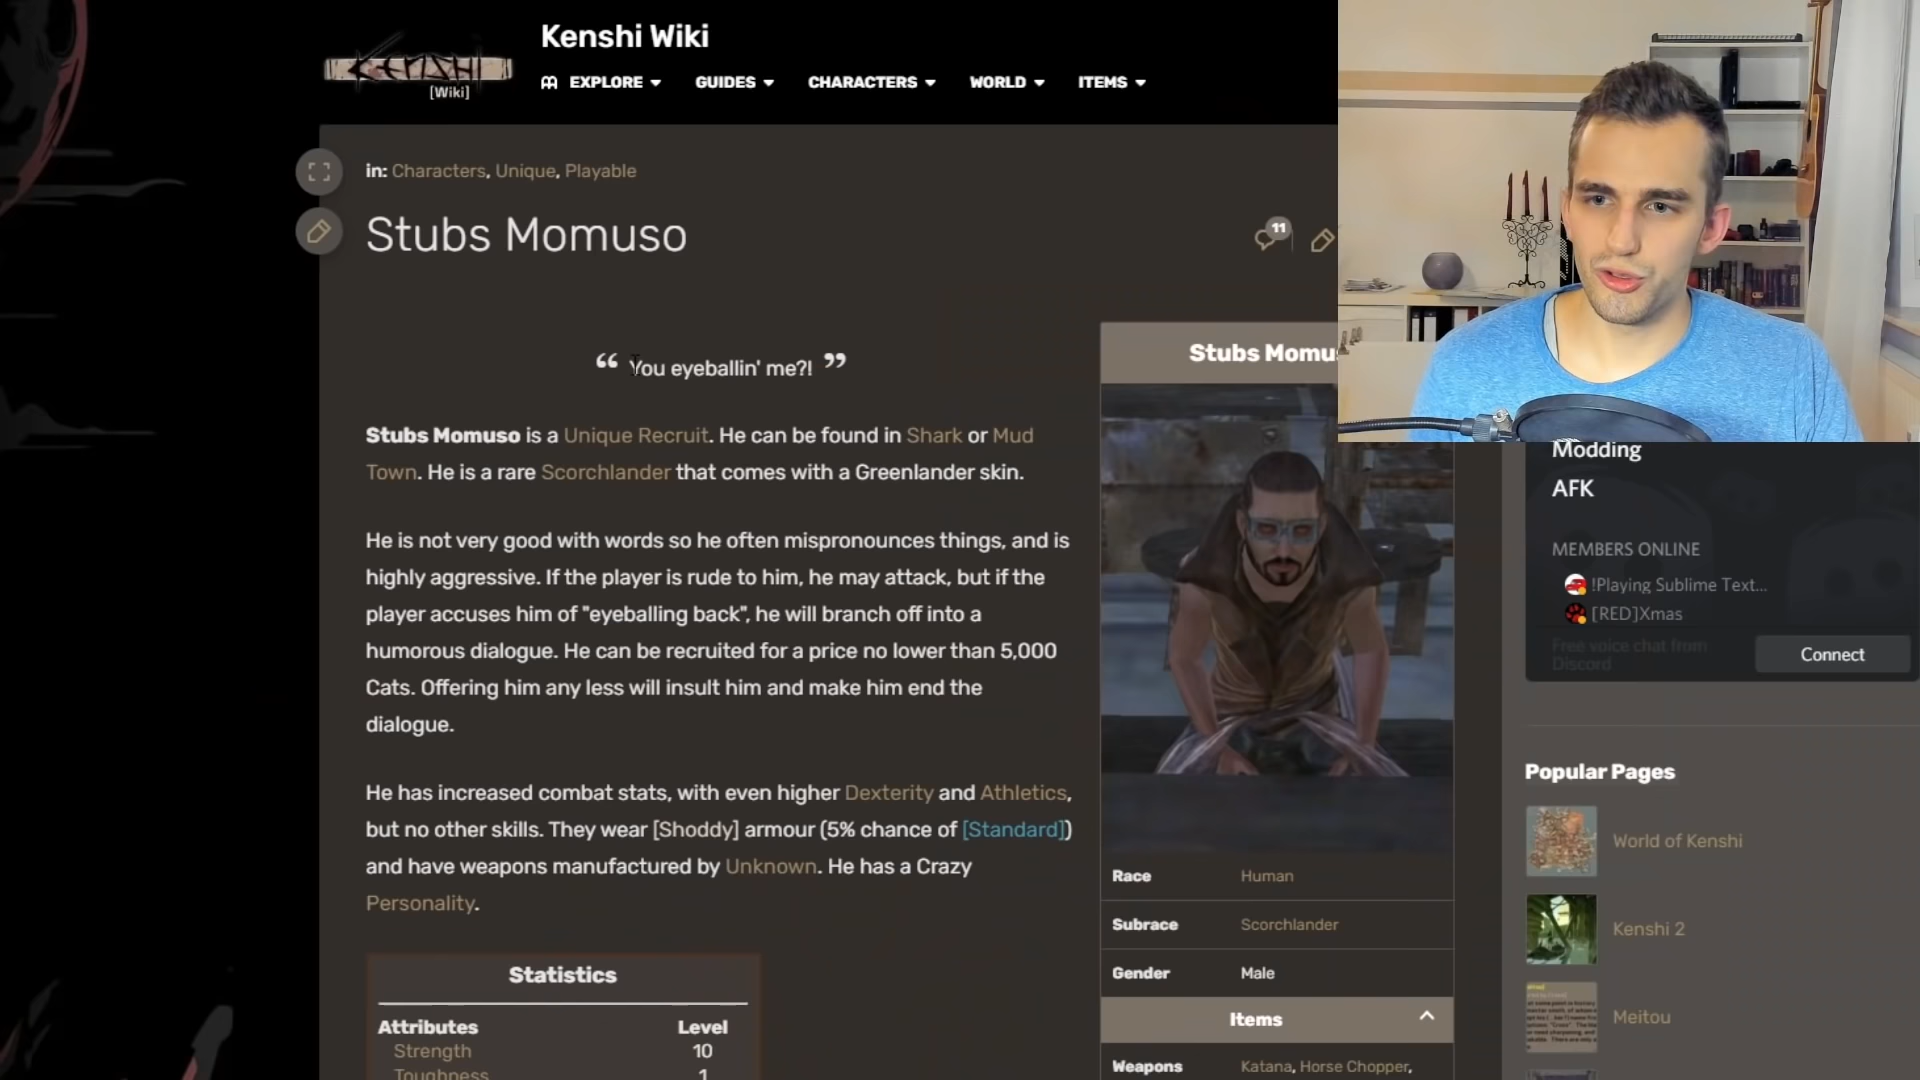 Kenshi Wiki
KENSHI
[Wiki]
EXPLORE
GUIDES
CHARACTERS
WORLD
ITEMS
in: Characters, Unique, Playable
Stubs Momuso
11
“ You eyeballin' me?! ”
Stubs Momuso is a Unique Recruit. He can be found in Shark or Mud
Town. He is a rare Scorchlander that comes with a Greenlander skin.
He is not very good with words so he often mispronounces things, and is
highly aggressive. If the player is rude to him, he may attack, but if the
player accuses him of "eyeballing back", he will branch off into a
humorous dialogue. He can be recruited for a price no lower than 5,000
Cats. Offering him any less will insult him and make him end the
dialogue.
He has increased combat stats, with even higher Dexterity and Athletics,
but no other skills. They wear [Shoddy] armour (5% chance of [Standard])
and have weapons manufactured by Unknown. He has a Crazy
Personality.
Statistics
Attributes Level
Strength 10
Toughness 1
Stubs Momu
Race Human
Subrace Scorchlander
Gender Male
Items
Weapons Katana, Horse Chopper,
Modding
AFK
MEMBERS ONLINE
!Playing Sublime Text...
[RED]Xmas
Free voice chat from
Discord
Connect
Popular Pages
World of Kenshi
Kenshi 2
Meitou